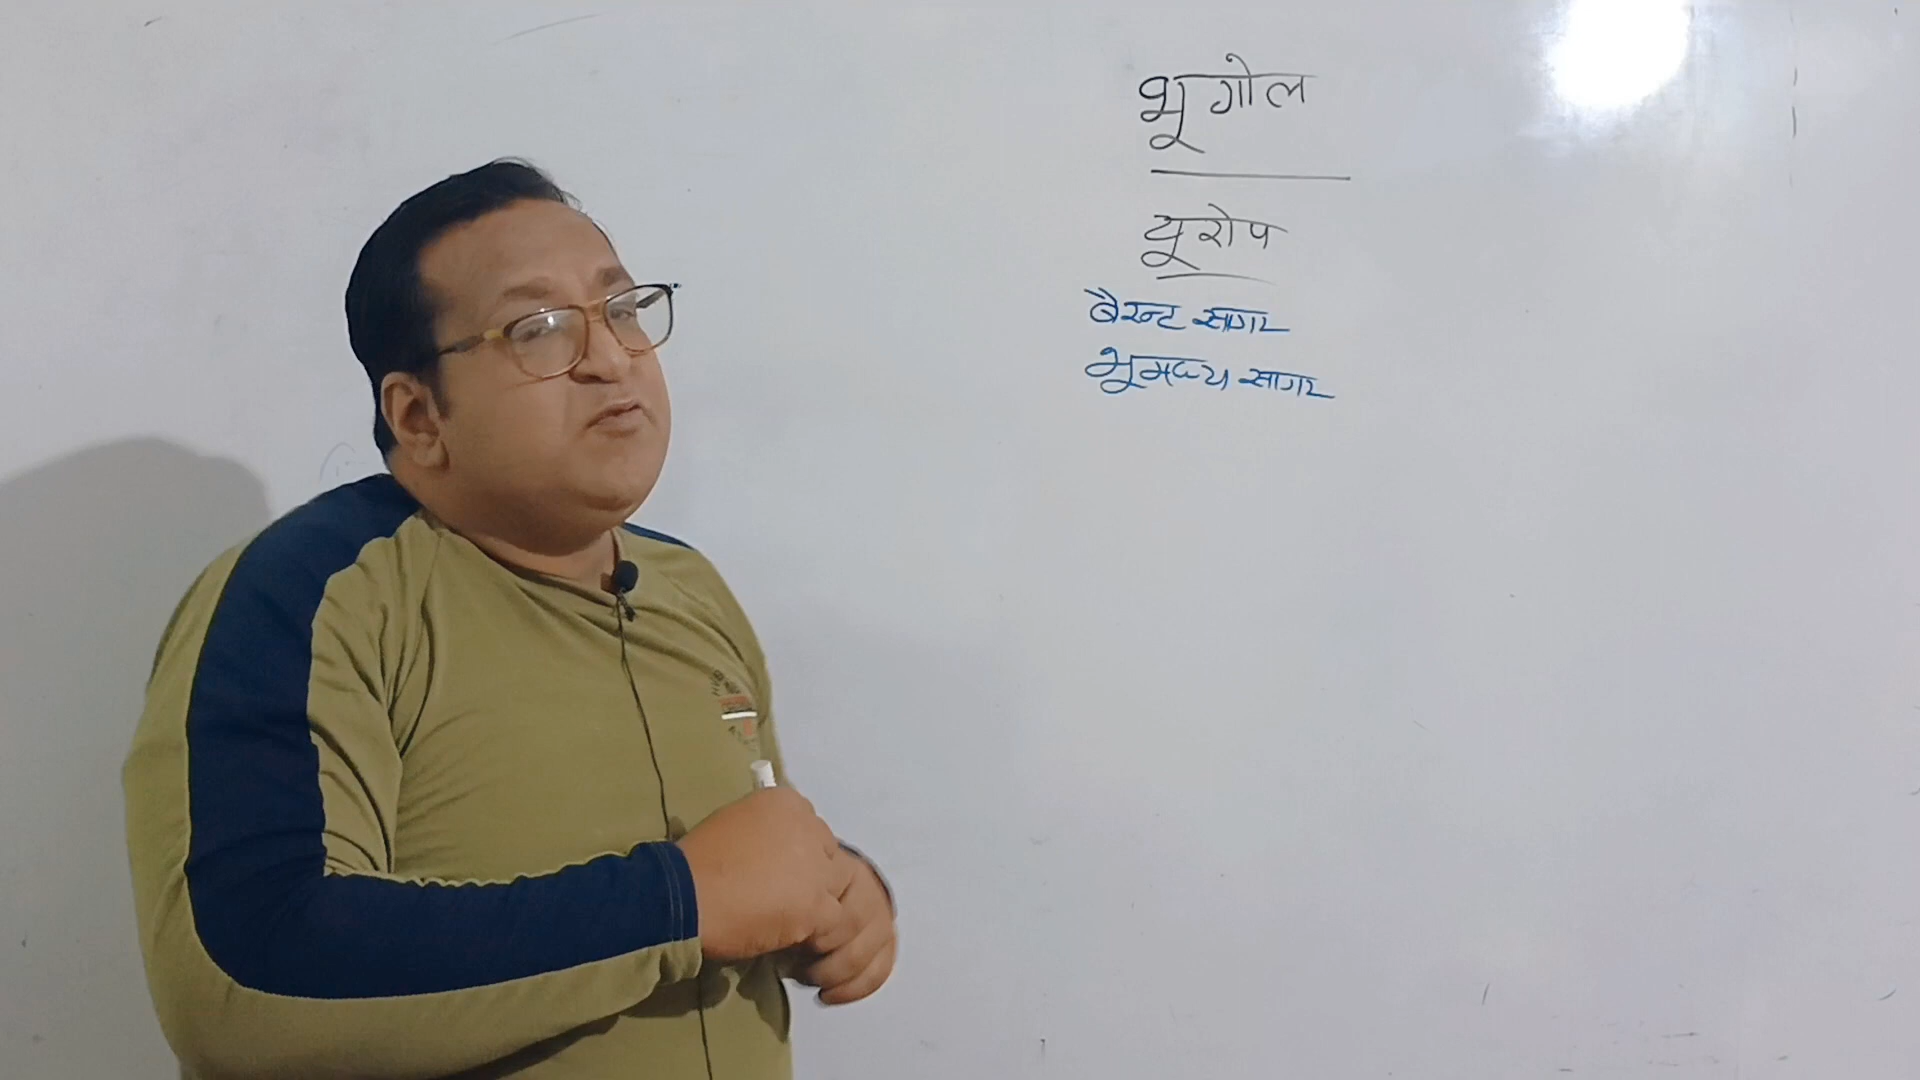 भूगोल
यूरोप
बैरन्ट सागर
भूमध्य सागर